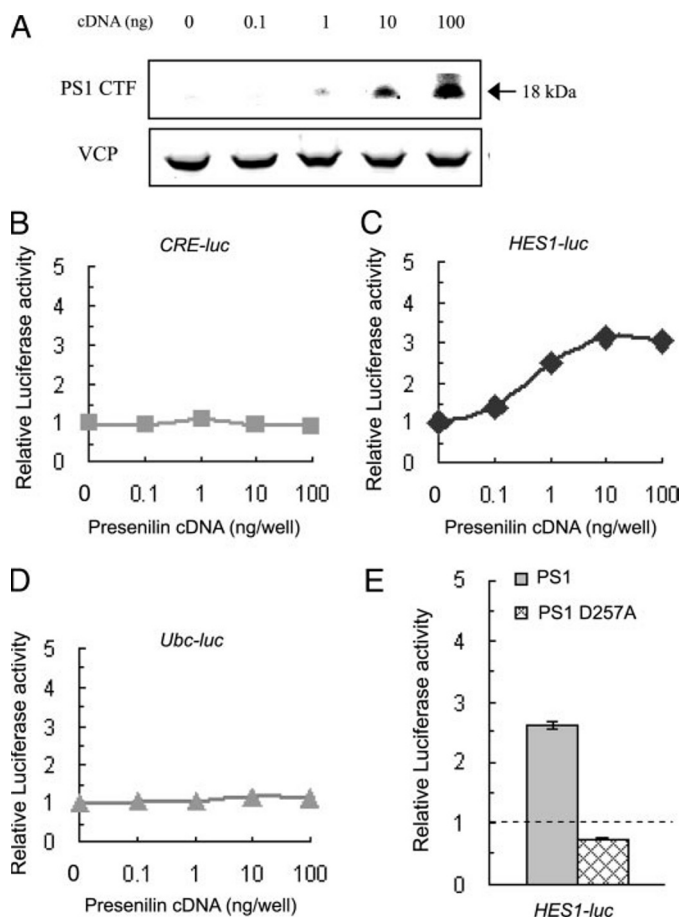 A
cDNA (ng) 0 0.1 1 10 100
PS1 CTF
18 kDa
VCP
B
CRE-luc
Relative Luciferase activity
5
4
3
2
1
0
0 0.1 1 10 100
Presenilin cDNA (ng/well)
C
HES1-luc
Relative Luciferase activity
5
4
3
2
1
0
0 0.1 1 10 100
Presenilin cDNA (ng/well)
D
Ubc-luc
Relative Luciferase activity
5
4
3
2
1
0
0 0.1 1 10 100
Presenilin cDNA (ng/well)
E
PS1
PS1 D257A
Relative Luciferase activity
5
4
3
2
1
0
HES1-luc